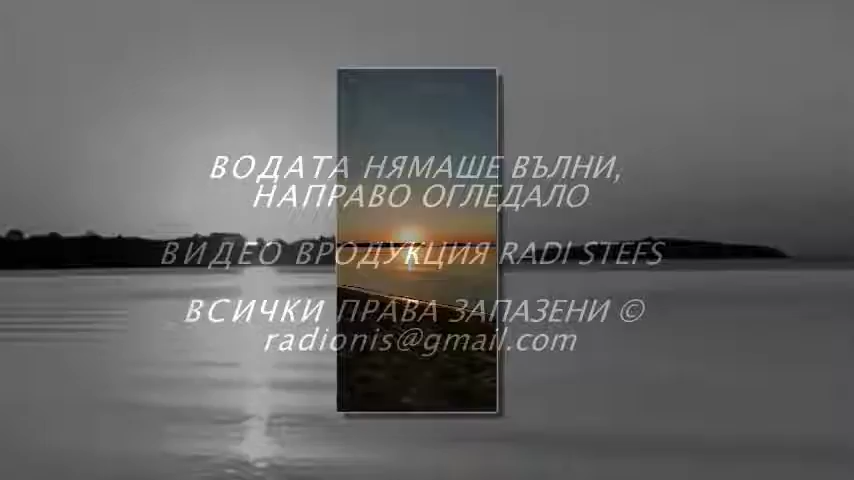 ВОДАТА НЯМАШЕ ВЪЛНИ,
НАПРАВО ОГЛЕДАЛО
ВИДЕО ВРОДУКЦИЯ RADI STEFS
ВСИЧКИ ПРАВА ЗАПАЗЕНИ ©
radionis@gmail.com